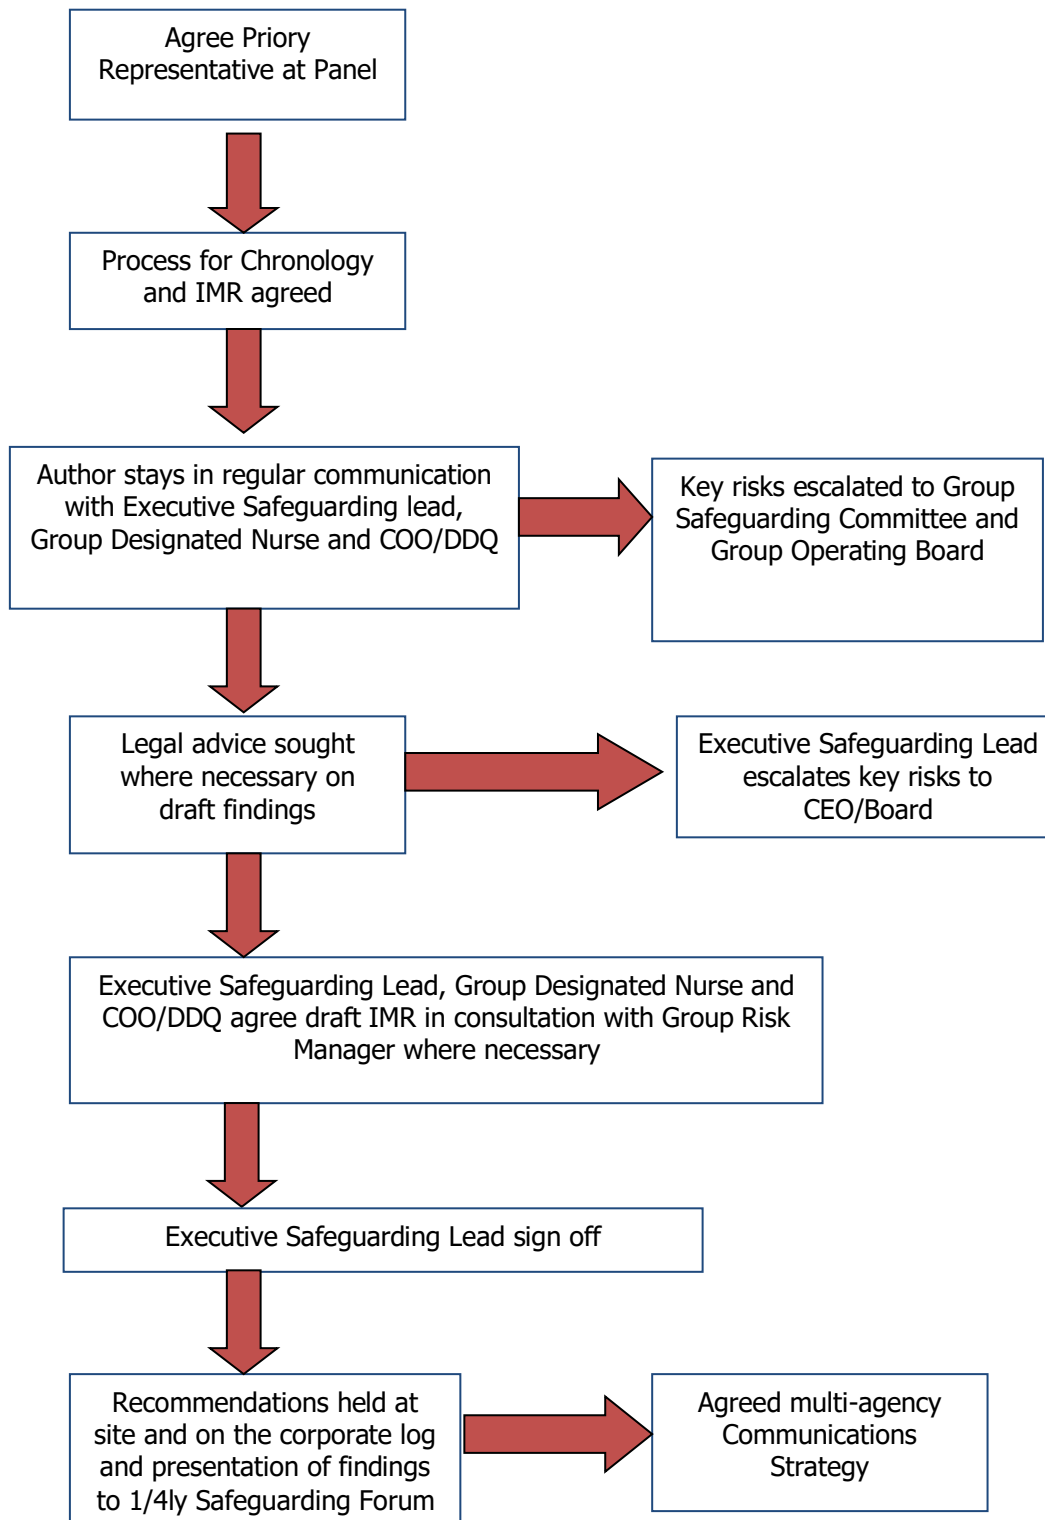 Agree Priory
Representative at Panel
Process for Chronology
and IMR agreed
Author stays in regular communication
with Executive Safeguarding lead,
Group Designated Nurse and COO/DDQ
Key risks escalated to Group
Safeguarding Committee and
Group Operating Board
Legal advice sought
where necessary on
draft findings
Executive Safeguarding Lead
escalates key risks to
CEO/Board
Executive Safeguarding Lead, Group Designated Nurse and
COO/DDQ agree draft IMR in consultation with Group Risk
Manager where necessary
Executive Safeguarding Lead sign off
Recommendations held at
site and on the corporate log
and presentation of findings
to 1/4ly Safeguarding Forum
Agreed multi-agency
Communications
Strategy